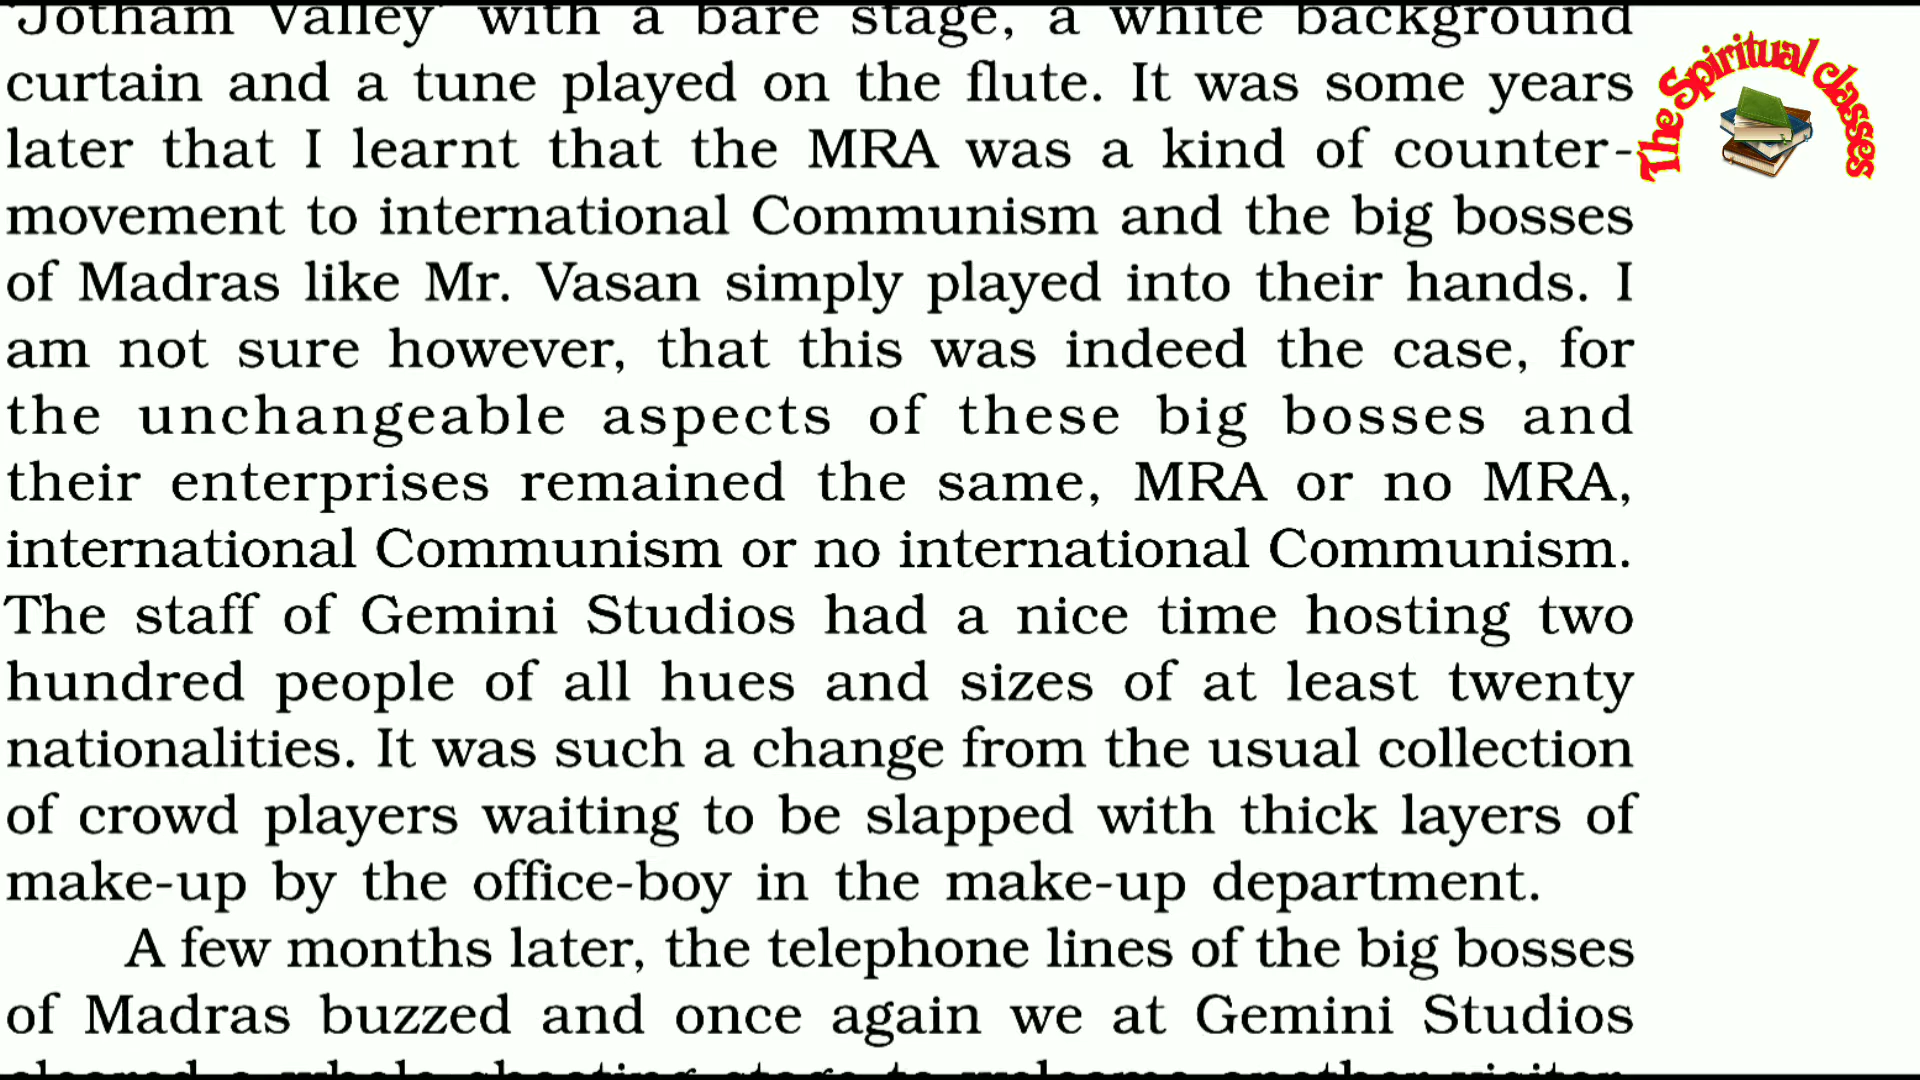 'Jotham Valley' with a bare stage, a white background
curtain and a tune played on the flute. It was some years
later that I learnt that the MRA was a kind of counter-
movement to international Communism and the big bosses
of Madras like Mr. Vasan simply played into their hands. I
am not sure however, that this was indeed the case, for
the unchangeable aspects of these big bosses and
their enterprises remained the same, MRA or no MRA,
international Communism or no international Communism.
The staff of Gemini Studios had a nice time hosting two
hundred people of all hues and sizes of at least twenty
nationalities. It was such a change from the usual collection
of crowd players waiting to be slapped with thick layers of
make-up by the office-boy in the make-up department.
A few months later, the telephone lines of the big bosses
of Madras buzzed and once again we at Gemini Studios
cleared a whole shooting stage to welcome another visitor.
The Spiritual classes